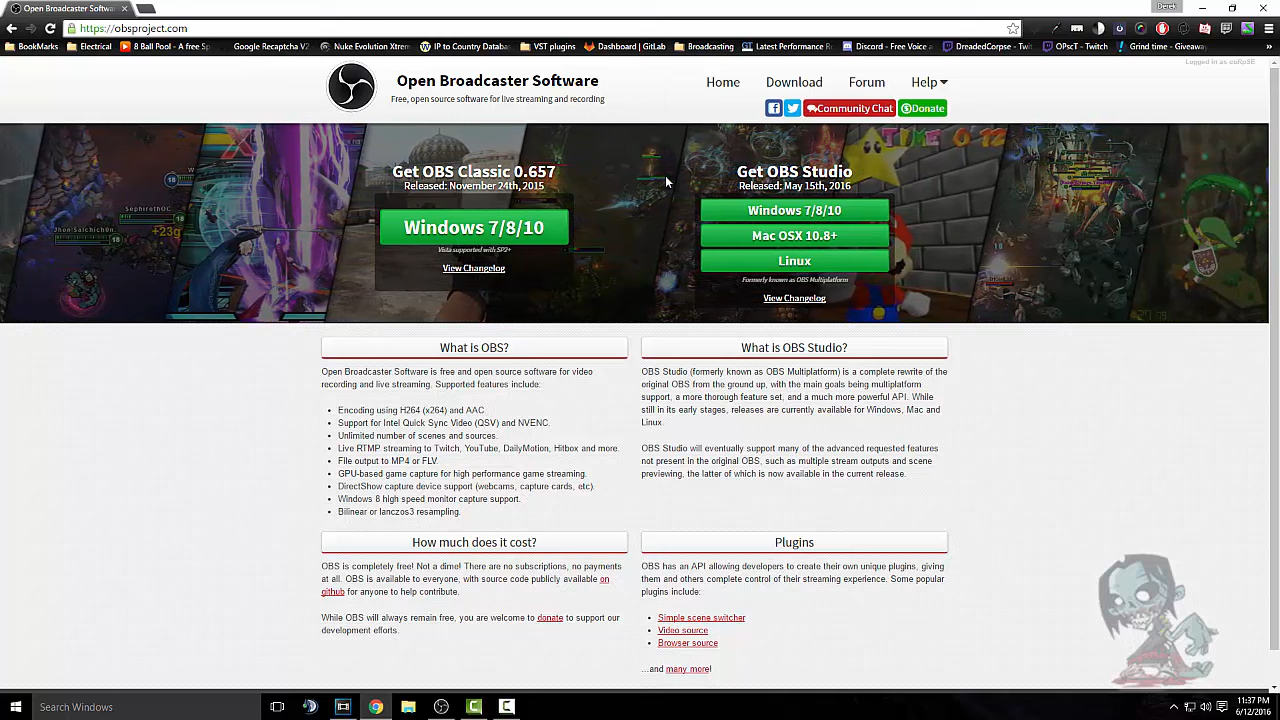 Open Broadcaster Softwa
Derek
https://obsproject.com
BookMarks
Electrical
8 Ball Pool - A free Sp
Google Recaptcha V2
Nuke Evolution Xtrem
IP to Country Databas
VST plugins
Dashboard | GitLab
Broadcasting
Latest Performance Re
Discord - Free Voice a
DreadedCorpse - Twit
OPscT - Twitch
Grind time - Giveaway
Open Broadcaster Software
Free, open source software for live streaming and recording
Home
Download
Forum
Help
Community Chat
Donate
Get OBS Classic 0.657
Released: November 24th, 2015
Windows 7/8/10
Vista supported with SP2+
View Changelog
Get OBS Studio
Released: May 15th, 2016
Windows 7/8/10
Mac OSX 10.8+
Linux
Formerly known as OBS Multiplatform
View Changelog
SephirothOC
+23g
What is OBS?
Open Broadcaster Software is free and open source software for video
recording and live streaming. Supported features include:
Encoding using H264 (x264) and AAC.
Support for Intel Quick Sync Video (QSV) and NVENC.
Unlimited number of scenes and sources.
Live RTMP streaming to Twitch, YouTube, DailyMotion, Hitbox and more.
File output to MP4 or FLV.
GPU-based game capture for high performance game streaming.
DirectShow capture device support (webcams, capture cards, etc).
Windows 8 high speed monitor capture support.
Bilinear or lanczos3 resampling.
What is OBS Studio?
OBS Studio (formerly known as OBS Multiplatform) is a complete rewrite of the
original OBS from the ground up, with the main goals being multiplatform
support, a more thorough feature set, and a much more powerful API. While
still in its early stages, releases are currently available for Windows, Mac and
Linux.
OBS Studio will eventually support many of the advanced requested features
not present in the original OBS, such as multiple stream outputs and scene
previewing, the latter of which is now available in the current release.
How much does it cost?
OBS is completely free! Not a dime! There are no subscriptions, no payments
at all. OBS is available to everyone, with source code publicly available on
github for anyone to help contribute.
While OBS will always remain free, you are welcome to donate to support our
development efforts.
Plugins
OBS has an API allowing developers to create their own unique plugins, giving
them and others complete control of their streaming experience. Some popular
plugins include:
Simple scene switcher
Video source
Browser source
...and many more!
Search Windows
11:37 PM
6/12/2016